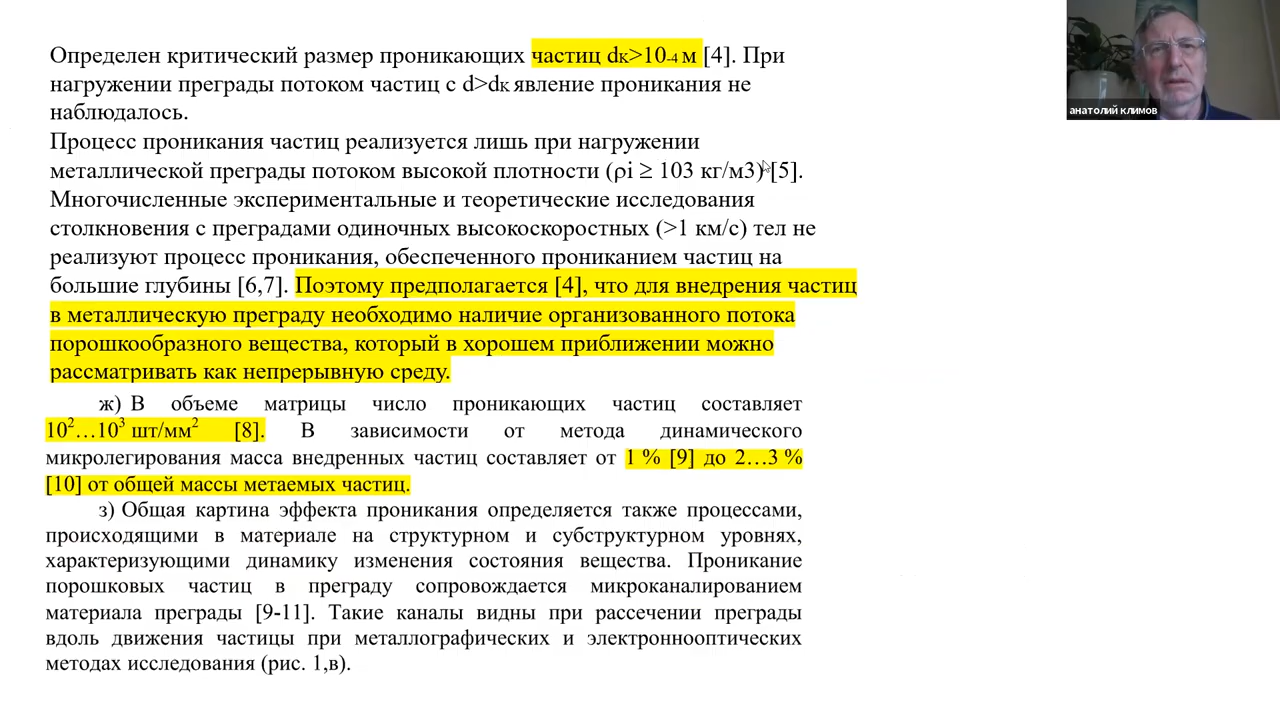 Определен критический размер проникающих частиц dк>10-4 м [4]. При
нагружении преграды потоком частиц с d>dк явление проникания не
наблюдалось.
Процесс проникания частиц реализуется лишь при нагружении
металлической преграды потоком высокой плотности (ρi ≥ 103 кг/м3) [5].
Многочисленные экспериментальные и теоретические исследования
столкновения с преградами одиночных высокоскоростных (>1 км/с) тел не
реализуют процесс проникания, обеспеченного прониканием частиц на
большие глубины [6,7]. Поэтому предполагается [4], что для внедрения частиц
в металлическую преграду необходимо наличие организованного потока
порошкообразного вещества, который в хорошем приближении можно
рассматривать как непрерывную среду.
ж) В объеме матрицы число проникающих частиц составляет
10²…10³ шт/мм² [8]. В зависимости от метода динамического
микролегирования масса внедренных частиц составляет от 1 % [9] до 2…3 %
[10] от общей массы метаемых частиц.
з) Общая картина эффекта проникания определяется также процессами,
происходящими в материале на структурном и субструктурном уровнях,
характеризующими динамику изменения состояния вещества. Проникание
порошковых частиц в преграду сопровождается микроканалированием
материала преграды [9-11]. Такие каналы видны при рассечении преграды
вдоль движения частицы при металлографических и электроннооптических
методах исследования (рис. 1,в).
анатолий климов